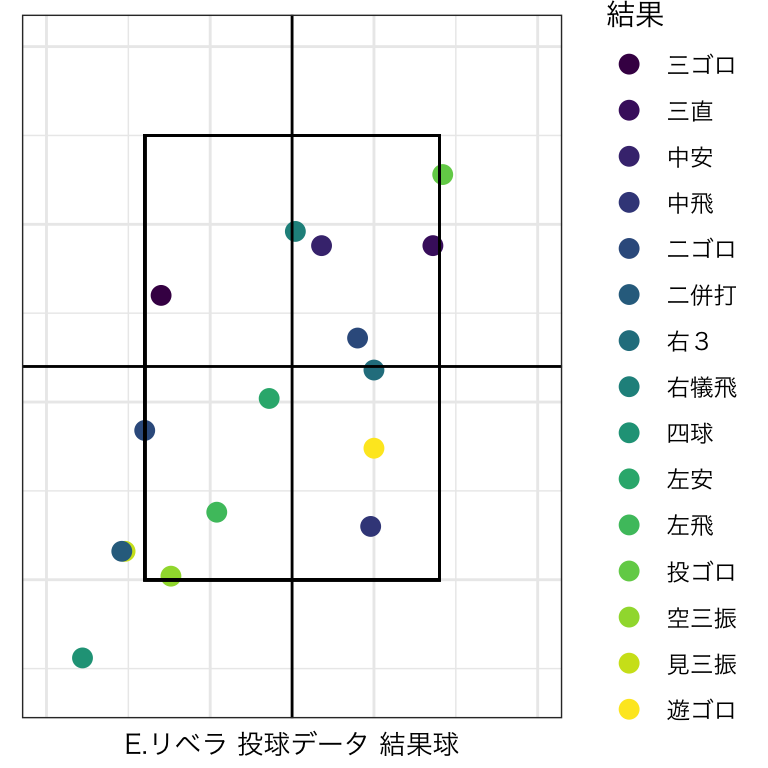 結果
三ゴロ
三直
中安
中飛
二ゴロ
二併打
右３
右犠飛
四球
左安
左飛
投ゴロ
空三振
見三振
遊ゴロ
E.リベラ 投球データ 結果球